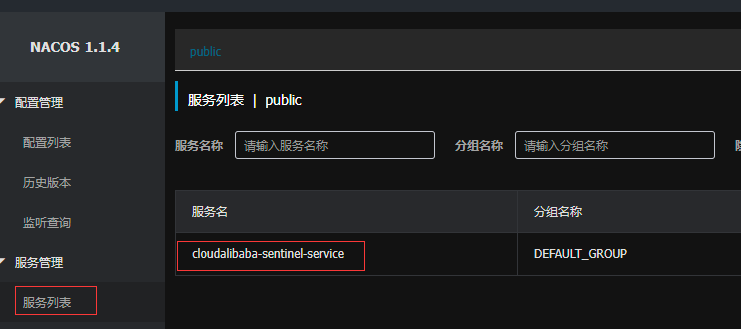 NACOS 1.1.4
配置管理
配置列表
历史版本
监听查询
服务管理
服务列表
public
服务列表 | public
服务名称 请输入服务名称 分组名称 请输入分组名称
服务名 分组名称
cloudalibaba-sentinel-service DEFAULT_GROUP